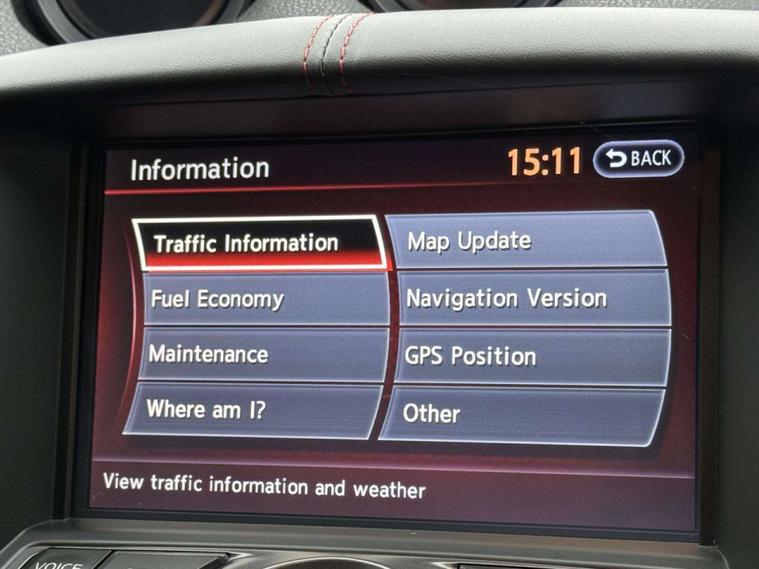 Information
15:11
BACK
Traffic Information
Map Update
Fuel Economy
Navigation Version
Maintenance
GPS Position
Where am I?
Other
View traffic information and weather
VOICE